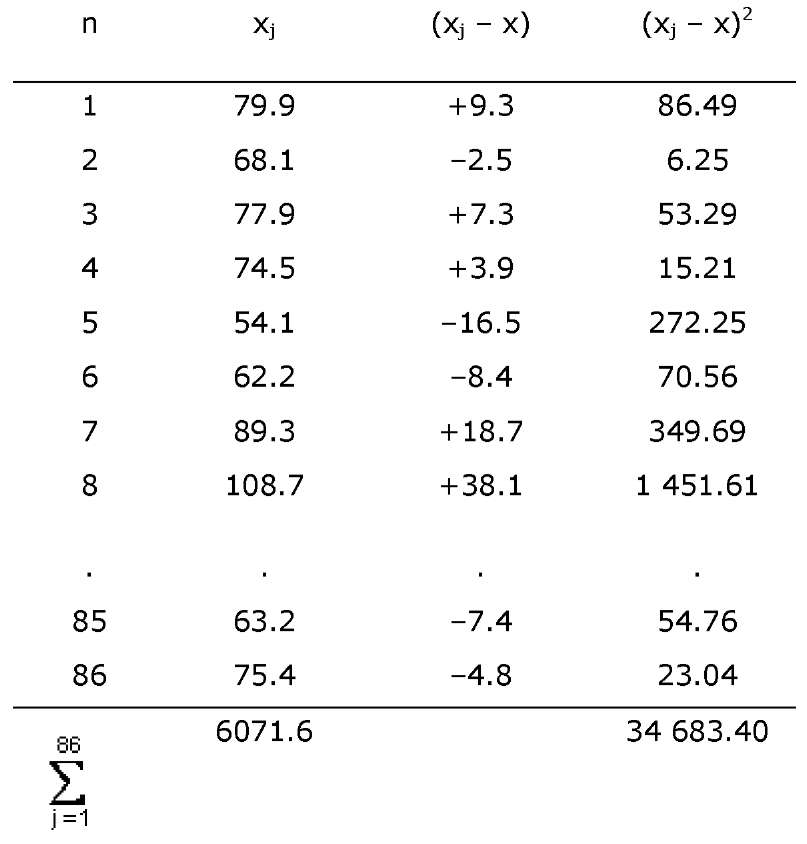 n xⱼ (xⱼ – x) (xⱼ – x)²
1 79.9 +9.3 86.49
2 68.1 –2.5 6.25
3 77.9 +7.3 53.29
4 74.5 +3.9 15.21
5 54.1 –16.5 272.25
6 62.2 –8.4 70.56
7 89.3 +18.7 349.69
8 108.7 +38.1 1 451.61
. . . .
85 63.2 –7.4 54.76
86 75.4 –4.8 23.04
6071.6 34 683.40
86
∑
j=1